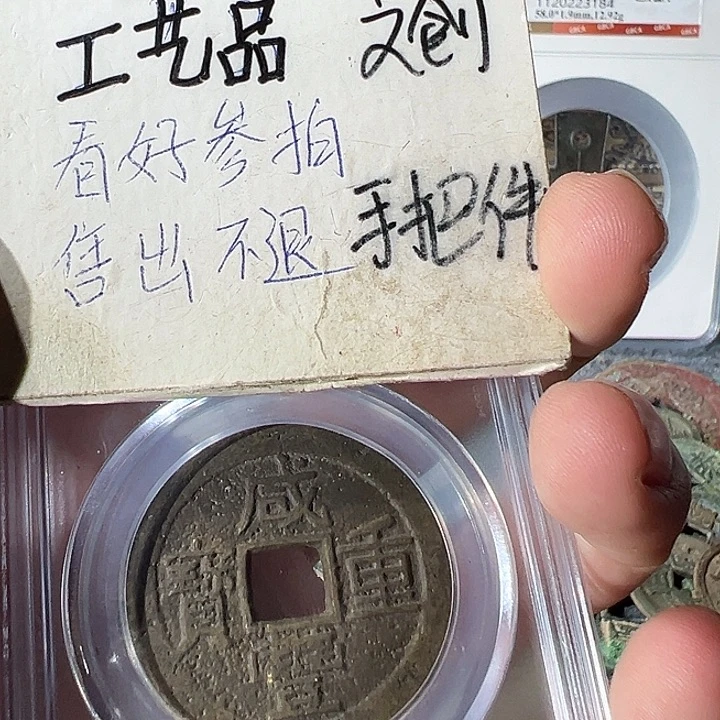 1120223184
58.0*1.9mm,12.92g
工艺品 文创
看好参拍
售出不退 手把件
咸
寶 重
豐